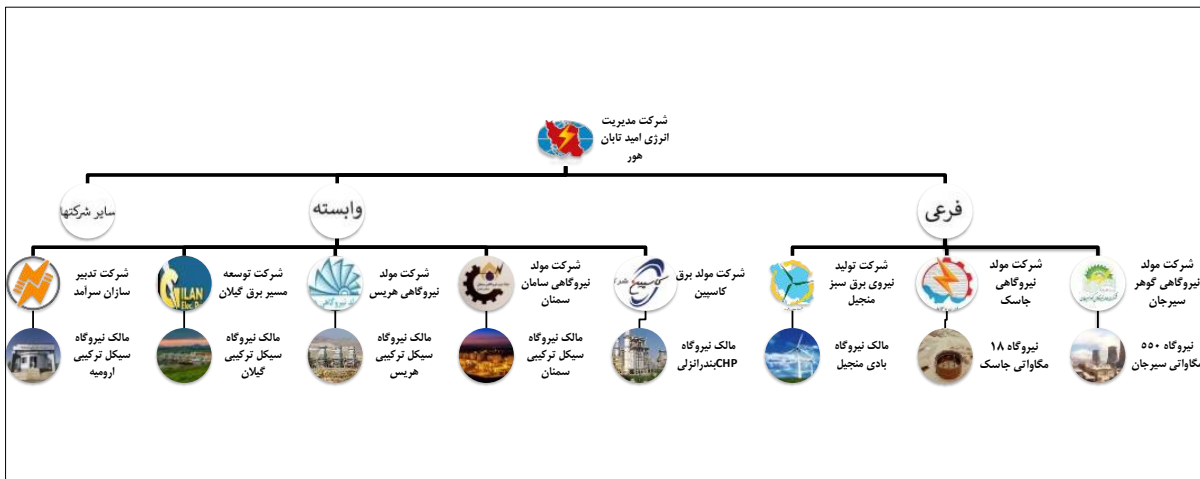 شرکت مدیریت
انرژی امید تابان
هور
فرعی
وابسته
سایر شرکتها
شرکت مولد
نیروگاهی گوهر
سیرجان
شرکت مولد
نیروگاهی
جاسک
شرکت تولید
نیروی برق سبز
منجیل
شرکت مولد برق
کاسپین
شرکت مولد
نیروگاهی سامان
سمنان
شرکت مولد
نیروگاهی هریس
شرکت توسعه
مسیر برق گیلان
شرکت تدبیر
سازان سرآمد
نیروگاه ۵۵۰
مگاواتی سیرجان
نیروگاه ۱۸
مگاواتی جاسک
مالک نیروگاه
بادی منجیل
مالک نیروگاه
CHPبندرانزلی
مالک نیروگاه
سیکل ترکیبی
سمنان
مالک نیروگاه
سیکل ترکیبی
هریس
مالک نیروگاه
سیکل ترکیبی
گیلان
مالک نیروگاه
سیکل ترکیبی
ارومیه
کاسپین
GILAN